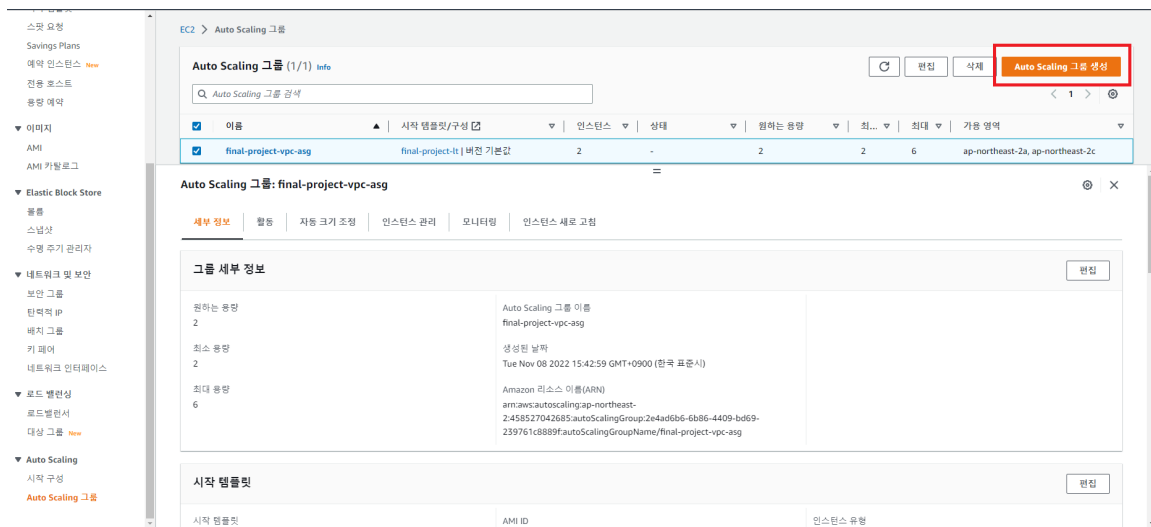 스팟 요청
Savings Plans
예약 인스턴스 New
전용 호스트
용량 예약
▼ 이미지
AMI
AMI 카탈로그
▼ Elastic Block Store
볼륨
스냅샷
수명 주기 관리자
▼ 네트워크 및 보안
보안 그룹
탄력적 IP
배치 그룹
키 페어
네트워크 인터페이스
▼ 로드 밸런싱
로드밸런서
대상 그룹 New
▼ Auto Scaling
시작 구성
Auto Scaling 그룹
EC2 > Auto Scaling 그룹
Auto Scaling 그룹 (1/1) Info
편집 삭제 Auto Scaling 그룹 생성
Auto Scaling 그룹 검색
< 1 >
이름 ▲ 시작 템플릿/구성 인스턴스 상태 원하는 용량 최... 최대 가용 영역
final-project-vpc-asg final-project-lt | 버전 기본값 2 - 2 2 6 ap-northeast-2a, ap-northeast-2c
Auto Scaling 그룹: final-project-vpc-asg
세부 정보 활동 자동 크기 조정 인스턴스 관리 모니터링 인스턴스 새로 고침
그룹 세부 정보 편집
원하는 용량
2
최소 용량
2
최대 용량
6
Auto Scaling 그룹 이름
final-project-vpc-asg
생성된 날짜
Tue Nov 08 2022 15:42:59 GMT+0900 (한국 표준시)
Amazon 리소스 이름(ARN)
arn:aws:autoscaling:ap-northeast-
2:458527042685:autoScalingGroup:2e4ad6b6-6b86-4409-bd69-
239761c8889f:autoScalingGroupName/final-project-vpc-asg
시작 템플릿 편집
시작 템플릿 AMI ID 인스턴스 유형